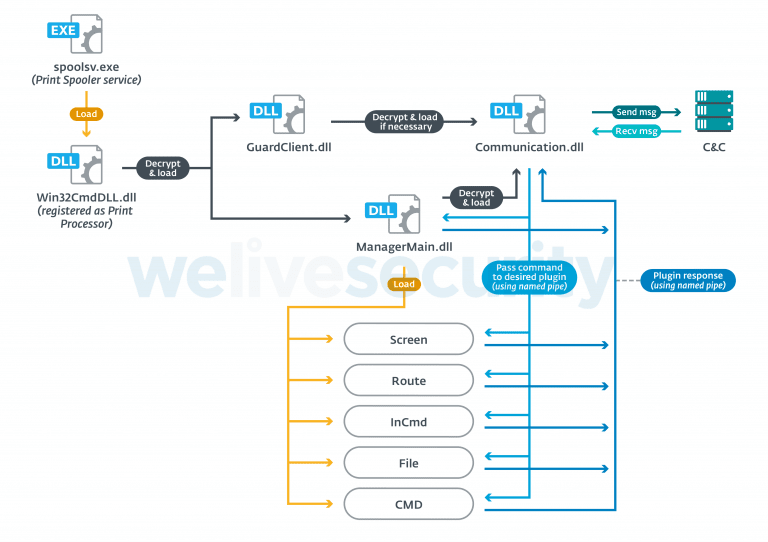 EXE
spoolsv.exe
(Print Spooler service)
Load
DLL
Win32CmdDLL.dll
(registered as Print
Processor)
Decrypt
& load
DLL
GuardClient.dll
Decrypt & load
if necessary
DLL
Communication.dll
Send msg
Recv msg
C&C
DLL
ManagerMain.dll
Decrypt
& load
welivesecurity
Load
Pass command
to desired plugin
(using named pipe)
Plugin response
(using named pipe)
Screen
Route
InCmd
File
CMD